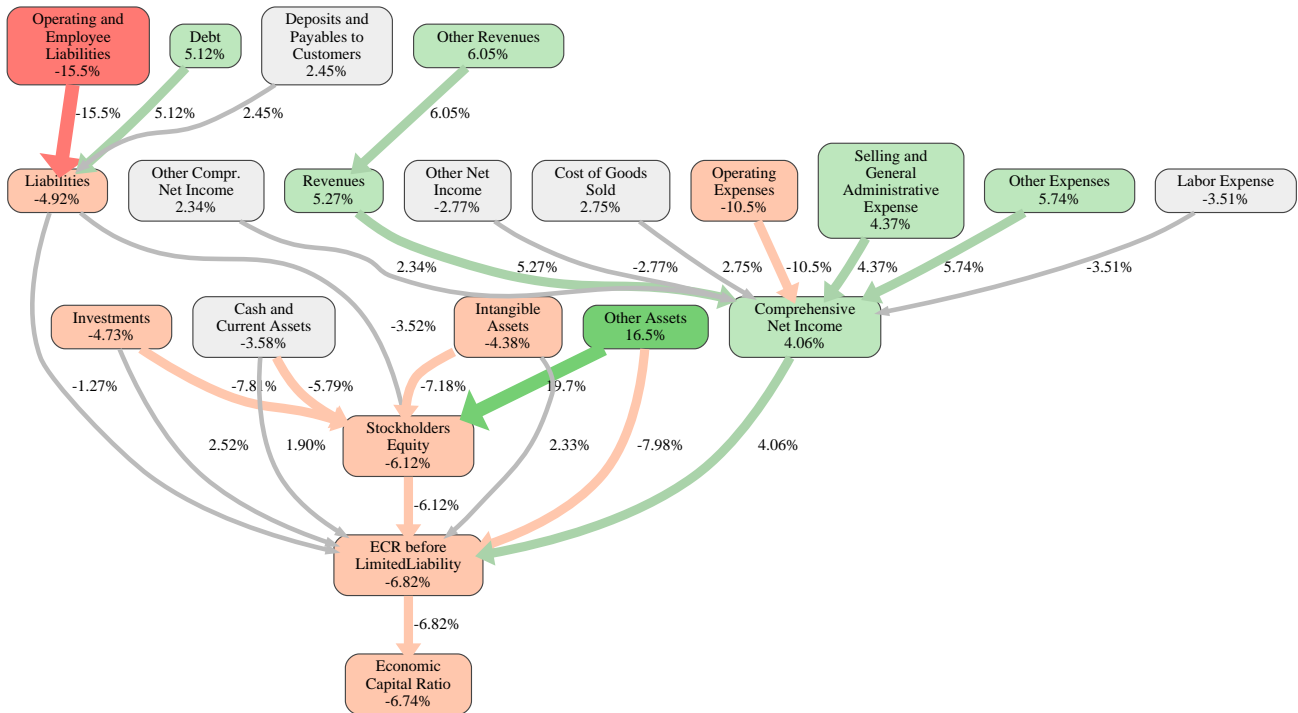 Operating and
Employee
Liabilities
-15.5%
Debt
5.12%
Deposits and
Payables to
Customers
2.45%
Other Revenues
6.05%
-15.5%
5.12%
2.45%
6.05%
Liabilities
-4.92%
Other Compr.
Net Income
2.34%
Revenues
5.27%
Other Net
Income
-2.77%
Cost of Goods
Sold
2.75%
Operating
Expenses
-10.5%
Selling and
General
Administrative
Expense
4.37%
Other Expenses
5.74%
Labor Expense
-3.51%
2.34%
5.27%
-2.77%
2.75%
-10.5%
4.37%
5.74%
-3.51%
Investments
-4.73%
Cash and
Current Assets
-3.58%
-3.52%
Intangible
Assets
-4.38%
Other Assets
16.5%
Comprehensive
Net Income
4.06%
-1.27%
-7.81%
-5.79%
-7.18%
19.7%
Stockholders
Equity
-6.12%
2.52%
1.90%
2.33%
-7.98%
4.06%
-6.12%
ECR before
LimitedLiability
-6.82%
-6.82%
Economic
Capital Ratio
-6.74%